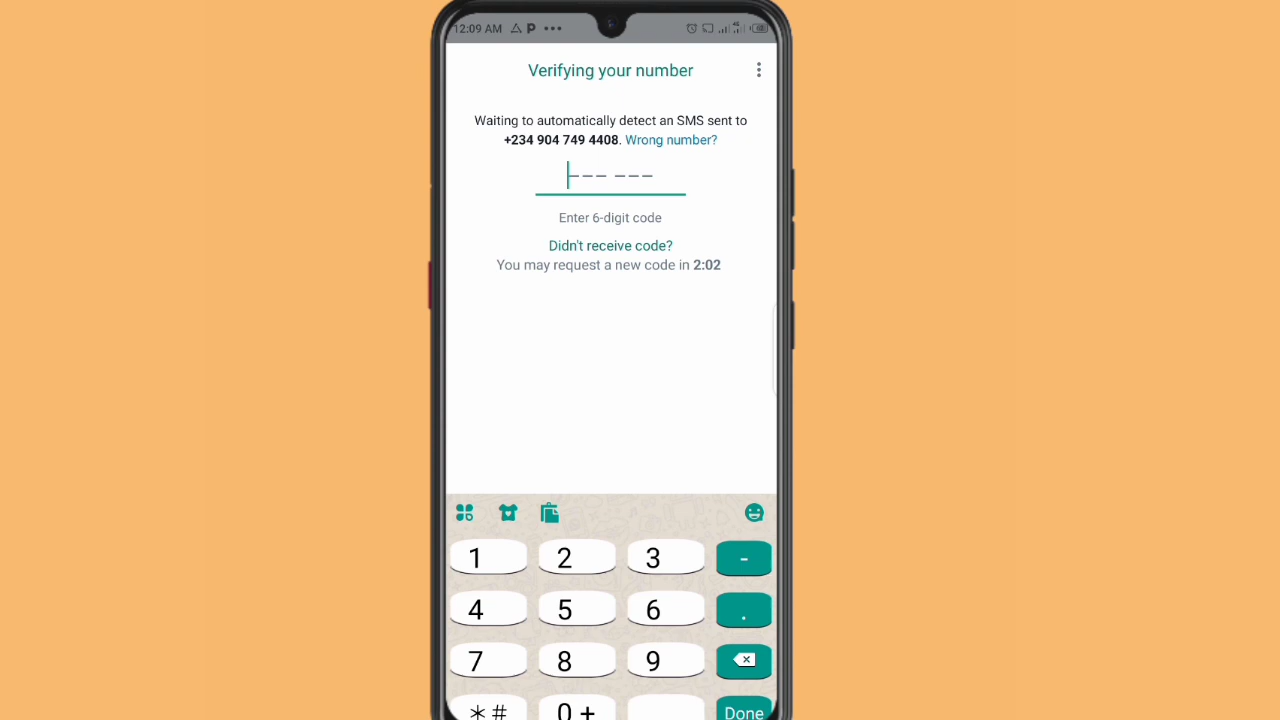 12:09 AM P
Verifying your number
Waiting to automatically detect an SMS sent to
+234 904 749 4408. Wrong number?
___ ___
Enter 6-digit code
Didn't receive code?
You may request a new code in 2:02
1 2 3 -
4 5 6 .
7 8 9
*# 0 + Done